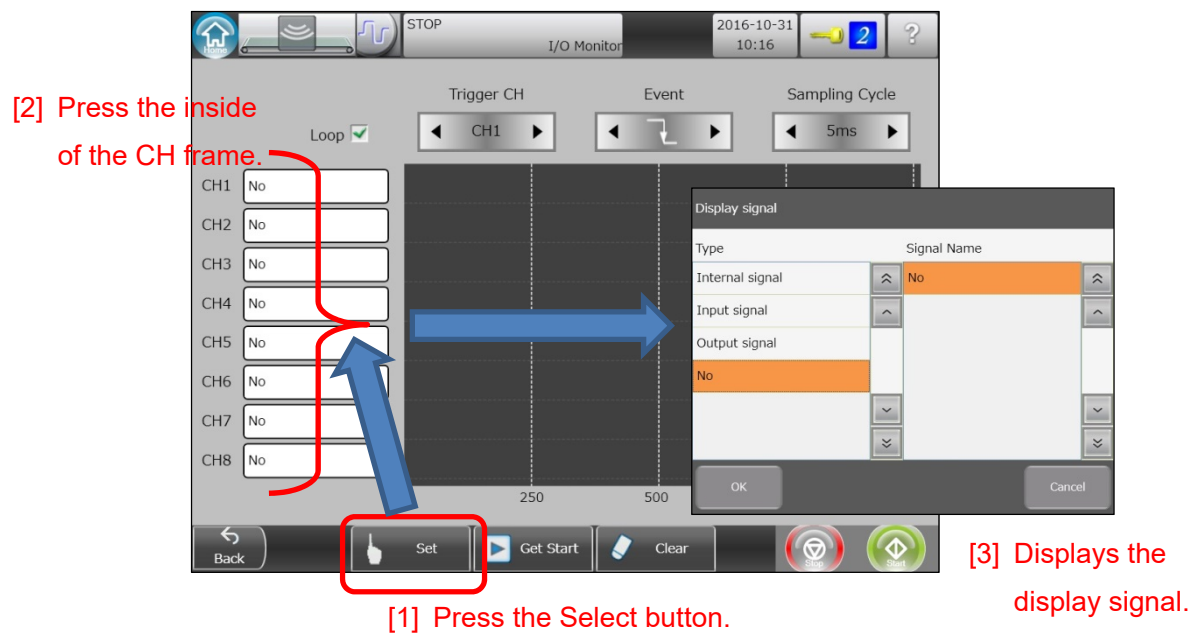 Home
STOP
I/O Monitor
2016-10-31
10:16
2
?
[2] Press the inside
of the CH frame.
Loop
Trigger CH
CH1
Event
Sampling Cycle
5ms
CH1 No
CH2 No
CH3 No
CH4 No
CH5 No
CH6 No
CH7 No
CH8 No
250
500
Display signal
Type
Signal Name
Internal signal
Input signal
Output signal
No
No
OK
Cancel
Back
Set
Get Start
Clear
Stop
Start
[1] Press the Select button.
[3] Displays the
display signal.